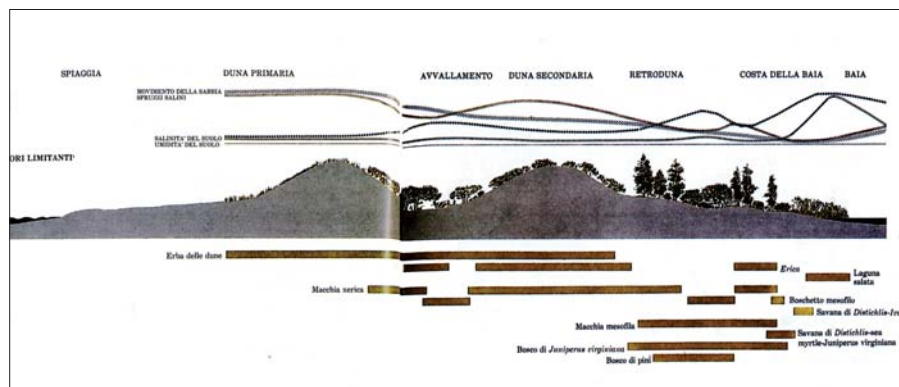 SPIAGGIA
DUNA PRIMARIA
AVVALLAMENTO
DUNA SECONDARIA
RETRODUNA
COSTA DELLA BAIA
BAIA
MOVIMENTO DELLA SABBIA
SPRUZZI SALINI
SALINITA' DEL SUOLO
UMIDITA' DEL SUOLO
ORI LIMITANTI
Erba delle dune
Erica
Laguna
salata
Macchia xerica
Boschetto mesofilo
Savana di Distichlis-
Macchia mesofila
Savana di Distichlis-sea
myrtle-Juniperus virginiana
Bosco di Juniperus virginiana
Bosco di pini